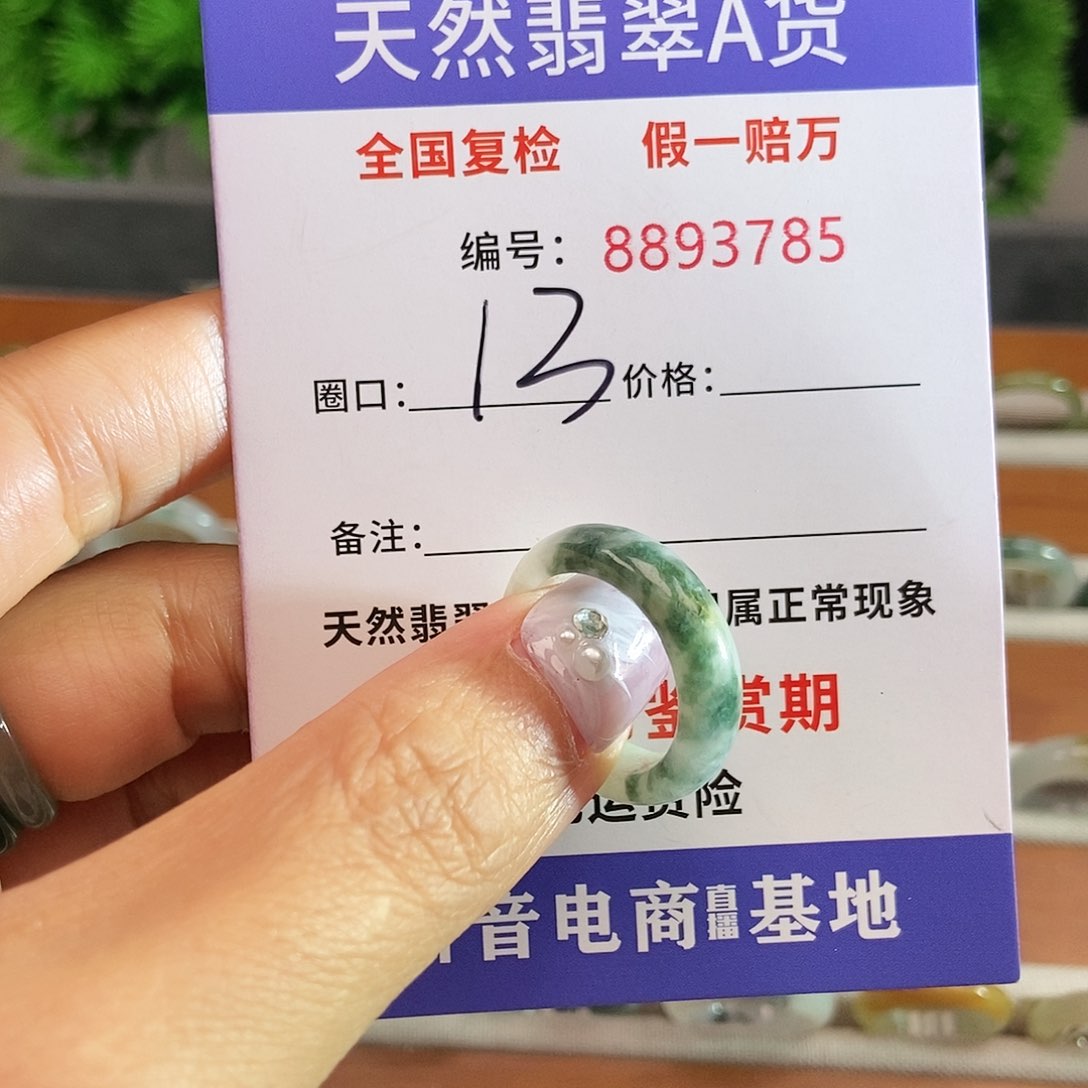 天然翡翠A货
全国复检 假一赔万
编号：8893785
圈口：13 价格：
备注：
天然翡翠 属正常现象
鉴赏期
运费险
音电商直播基地